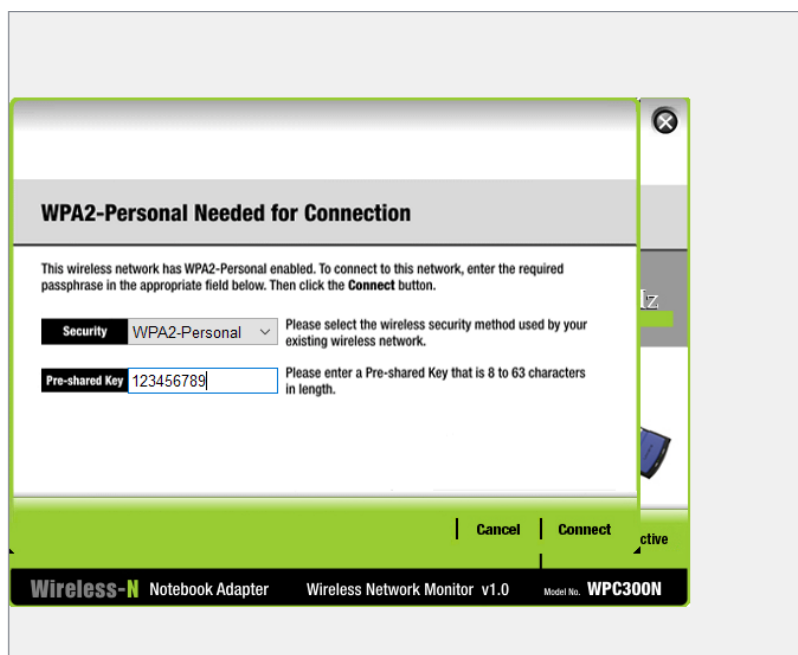 WPA2-Personal Needed for Connection
This wireless network has WPA2-Personal enabled. To connect to this network, enter the required
passphrase in the appropriate field below. Then click the Connect button.
Security WPA2-Personal Please select the wireless security method used by your
existing wireless network.
Pre-shared Key 123456789 Please enter a Pre-shared Key that is 8 to 63 characters
in length.
Hz
Cancel Connect
ctive
Wireless-N Notebook Adapter Wireless Network Monitor v1.0 Model No. WPC300N